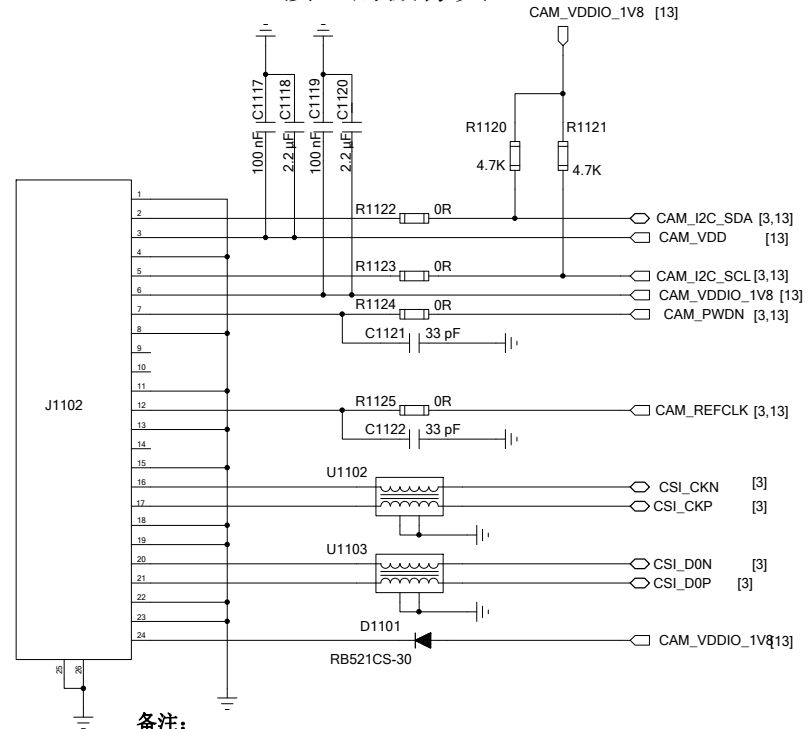 CAM_VDDIO_1V8 [13]
C1117
C1118
C1119
C1120
100 nF
2.2 µF
100 nF
2.2 µF
R1120
R1121
4.7K
4.7K
1
2
R1122
0R
CAM_I2C_SDA [3,13]
3
CAM_VDD [13]
4
5
R1123
0R
CAM_I2C_SCL [3,13]
6
CAM_VDDIO_1V8 [13]
7
R1124
0R
CAM_PWDN [3,13]
8
C1121
33 pF
9
10
11
J1102
12
R1125
0R
CAM_REFCLK [3,13]
13
C1122
33 pF
14
15
U1102
16
CSI_CKN [3]
17
CSI_CKP [3]
18
19
U1103
20
CSI_D0N [3]
21
CSI_D0P [3]
22
23
D1101
24
CAM_VDDIO_1V8 [13]
RB521CS-30
25
26
备注: